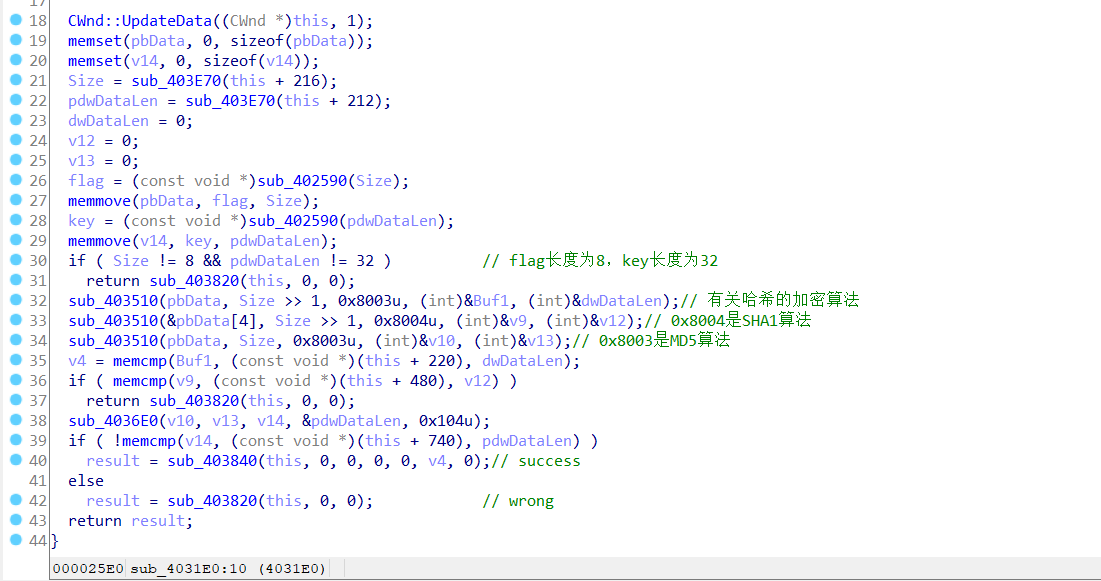 17
18 CWnd::UpdateData((CWnd *)this, 1);
19 memset(pbData, 0, sizeof(pbData));
20 memset(v14, 0, sizeof(v14));
21 Size = sub_403E70(this + 216);
22 pdwDataLen = sub_403E70(this + 212);
23 dwDataLen = 0;
24 v12 = 0;
25 v13 = 0;
26 flag = (const void *)sub_402590(Size);
27 memmove(pbData, flag, Size);
28 key = (const void *)sub_402590(pdwDataLen);
29 memmove(v14, key, pdwDataLen);
30 if ( Size != 8 && pdwDataLen != 32 ) // flag长度为8，key长度为32
31 return sub_403820(this, 0, 0);
32 sub_403510(pbData, Size >> 1, 0x8003u, (int)&Buf1, (int)&dwDataLen);// 有关哈希的加密算法
33 sub_403510(&pbData[4], Size >> 1, 0x8004u, (int)&v9, (int)&v12);// 0x8004是SHA1算法
34 sub_403510(pbData, Size, 0x8003u, (int)&v10, (int)&v13);// 0x8003是MD5算法
35 v4 = memcmp(Buf1, (const void *)(this + 220), dwDataLen);
36 if ( memcmp(v9, (const void *)(this + 480), v12) )
37 return sub_403820(this, 0, 0);
38 sub_4036E0(v10, v13, v14, &pdwDataLen, 0x104u);
39 if ( !memcmp(v14, (const void *)(this + 740), pdwDataLen) )
40 result = sub_403840(this, 0, 0, 0, 0, v4, 0);// success
41 else
42 result = sub_403820(this, 0, 0); // wrong
43 return result;
44 }
000025E0 sub_4031E0:10 (4031E0)